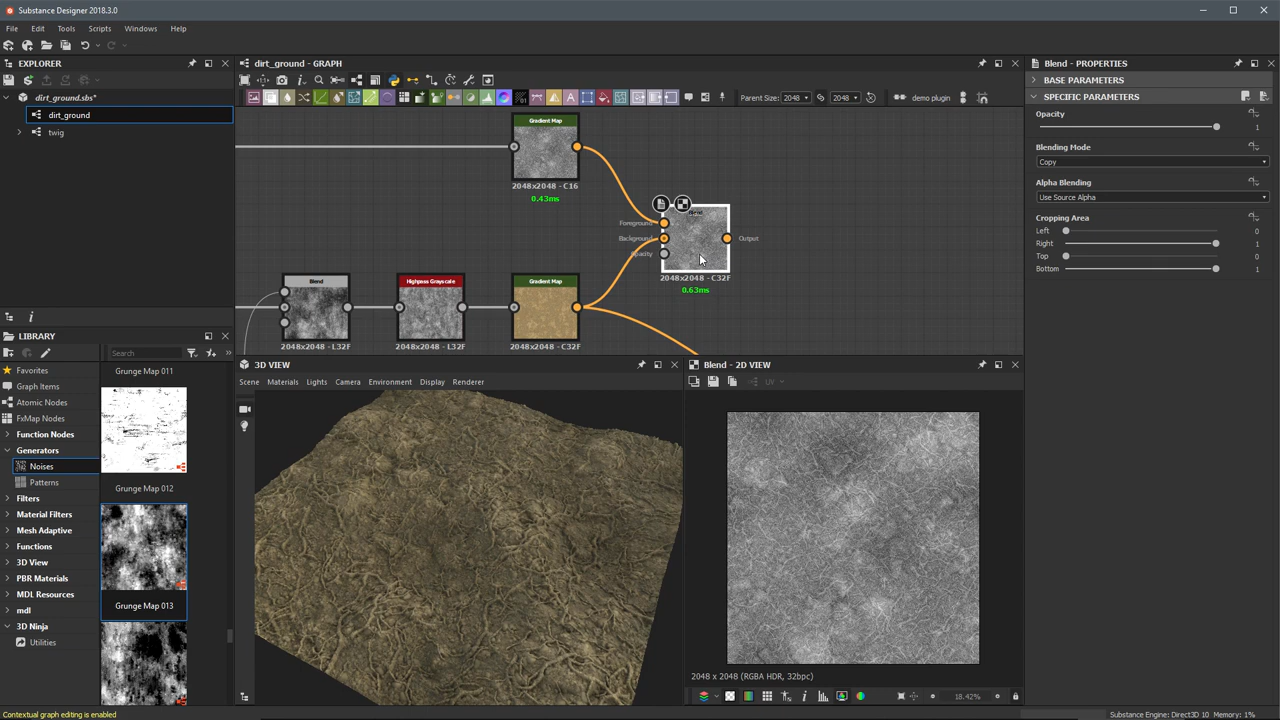 Substance Designer 2018.3.0
File Edit Tools Scripts Windows Help
EXPLORER
dirt_ground.sbs*
dirt_ground
twig
LIBRARY
Search
Favorites
Graph Items
Atomic Nodes
FxMap Nodes
Function Nodes
Generators
Noises
Patterns
Filters
Material Filters
Mesh Adaptive
Functions
3D View
PBR Materials
MDL Resources
mdl
3D Ninja
Utilities
Grunge Map 011
Grunge Map 012
Grunge Map 013
dirt_ground - GRAPH
Parent Size: 2048 2048 demo plugin
Gradient Map
2048x2048 - C16
0.43ms
Blend
Foreground
Background
Opacity
Output
2048x2048 - C32F
0.63ms
Blend
2048x2048 - L32F
Highpass Grayscale
2048x2048 - L32F
Gradient Map
2048x2048 - C32F
3D VIEW
Scene Materials Lights Camera Environment Display Renderer
Blend - 2D VIEW
UV
2048 x 2048 (RGBA HDR, 32bpc)
18.42%
Blend - PROPERTIES
BASE PARAMETERS
SPECIFIC PARAMETERS
Opacity
1
Blending Mode
Copy
Alpha Blending
Use Source Alpha
Cropping Area
Left 0
Right 1
Top 0
Bottom 1
Contextual graph editing is enabled
Substance Engine: Direct3D 10 Memory: 1%